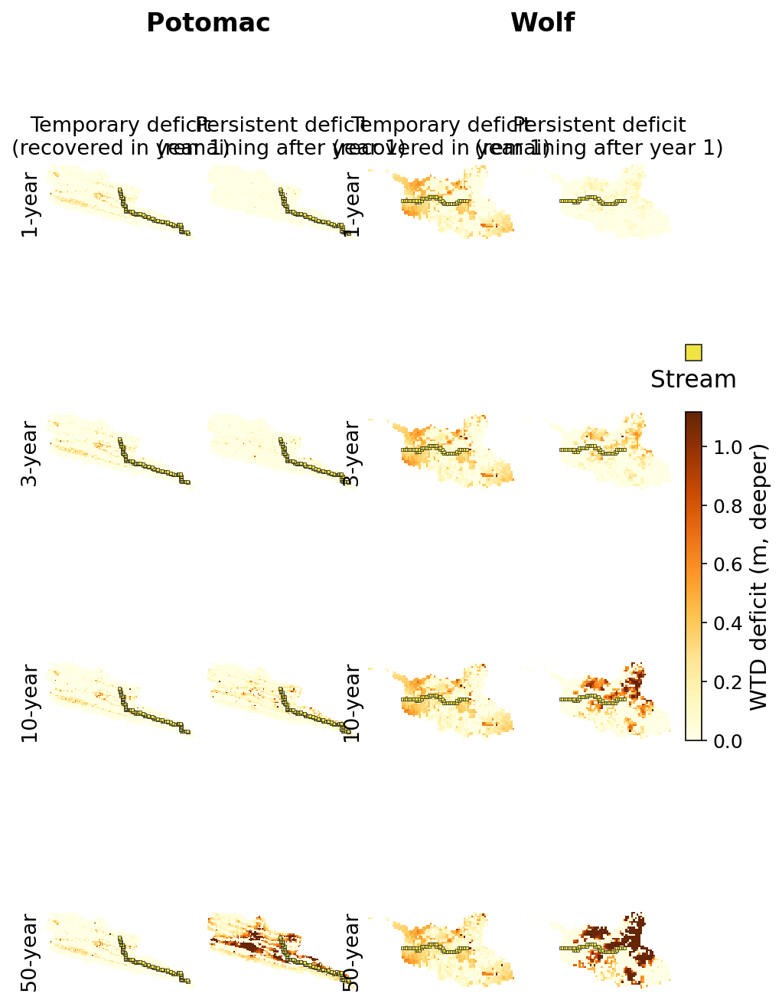 Potomac
Wolf
Temporary deficit
(recovered in year 1)
Persistent deficit
(remaining after year 1)
Temporary deficit
(recovered in year 1)
Persistent deficit
(remaining after year 1)
1-year
1-year
3-year
3-year
10-year
10-year
50-year
50-year
Stream
1.0
0.8
0.6
0.4
0.2
0.0
WTD deficit (m, deeper)